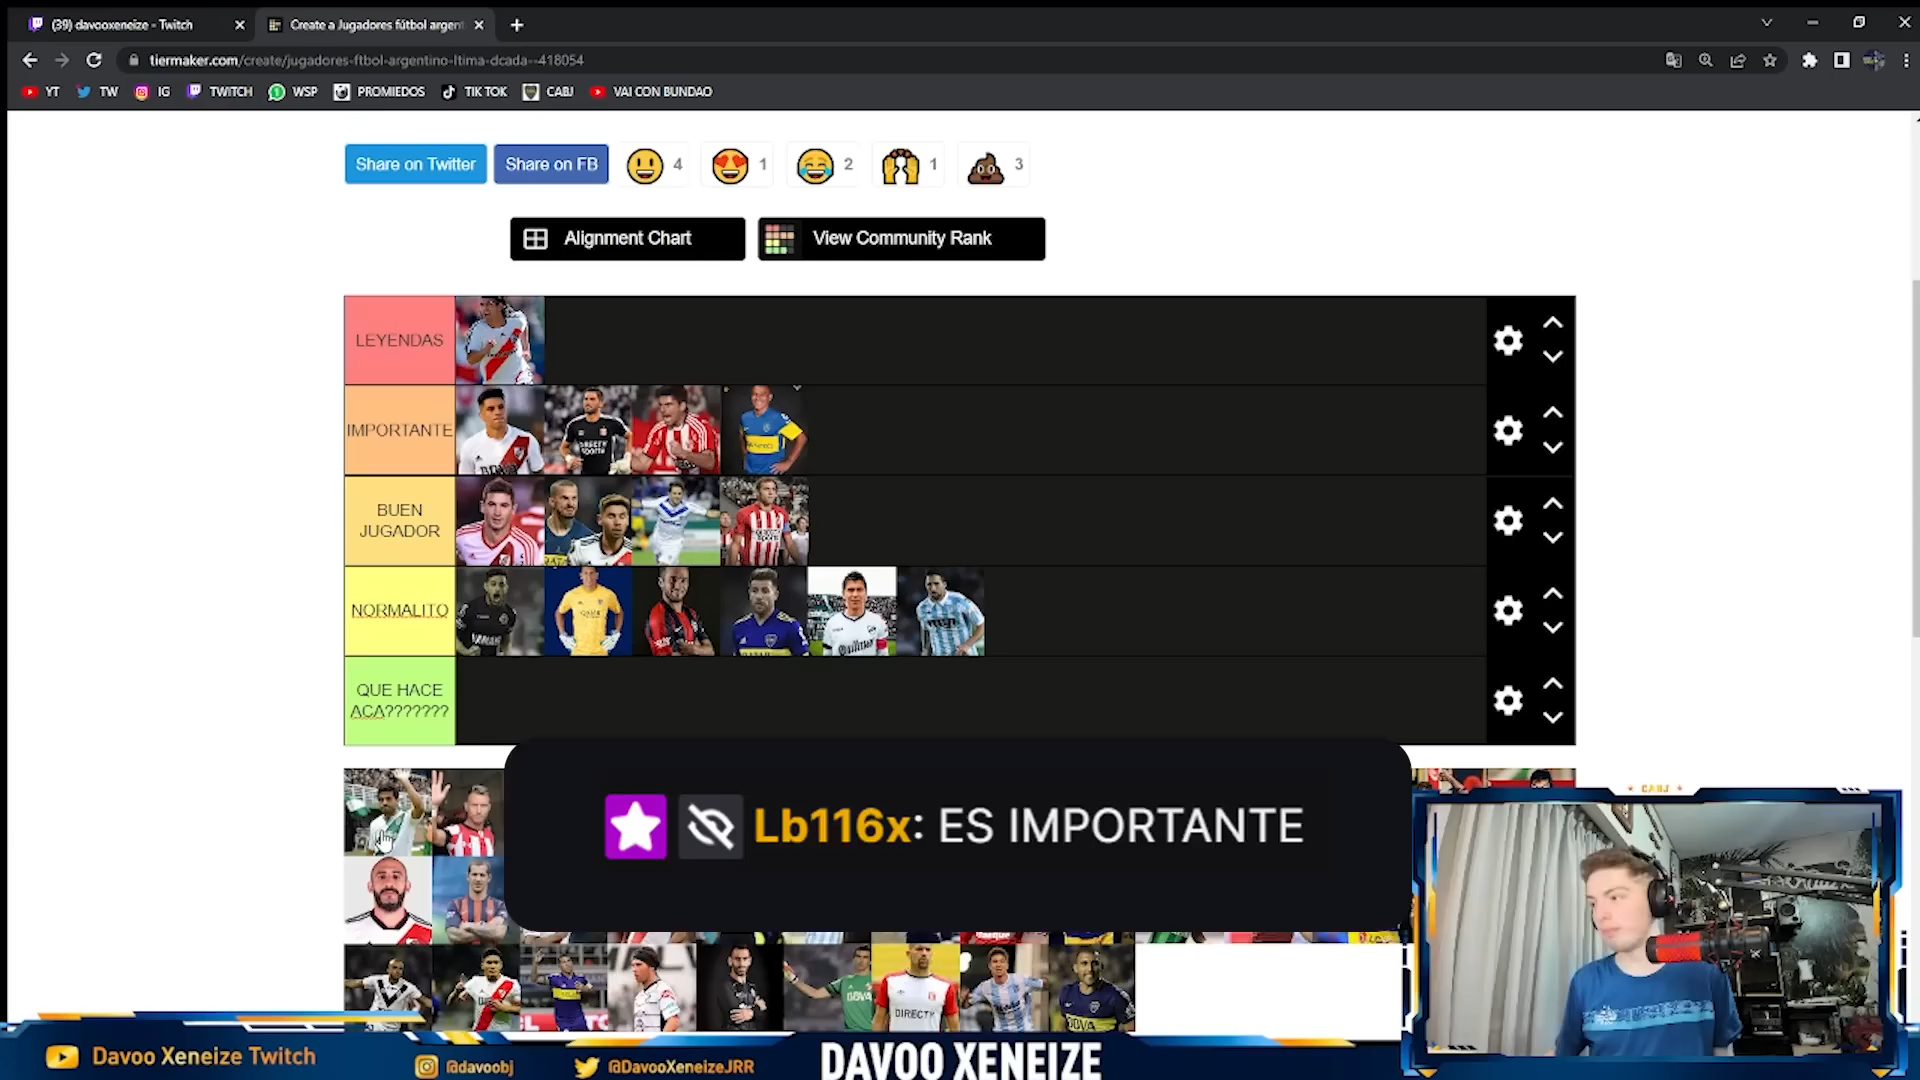 (39) davooxeneize - Twitch
Create a Jugadores fútbol argen
tiermaker.com/create/jugadores-ftbol-argentino-ltima-dcada--418054
YT
TW
IG
TWITCH
WSP
PROMIEDOS
TIK TOK
CABJ
VAI CON BUNDAO
Share on Twitter
Share on FB
4
1
2
1
3
Alignment Chart
View Community Rank
LEYENDAS
IMPORTANTE
BUEN
JUGADOR
NORMALITO
QUE HACE
ACA???????
Lb116x: ES IMPORTANTE
CABJ
DIRECTV
Davoo Xeneize Twitch
@davoobj
@DavooXeneizeJRR
DAVOO XENEIZE